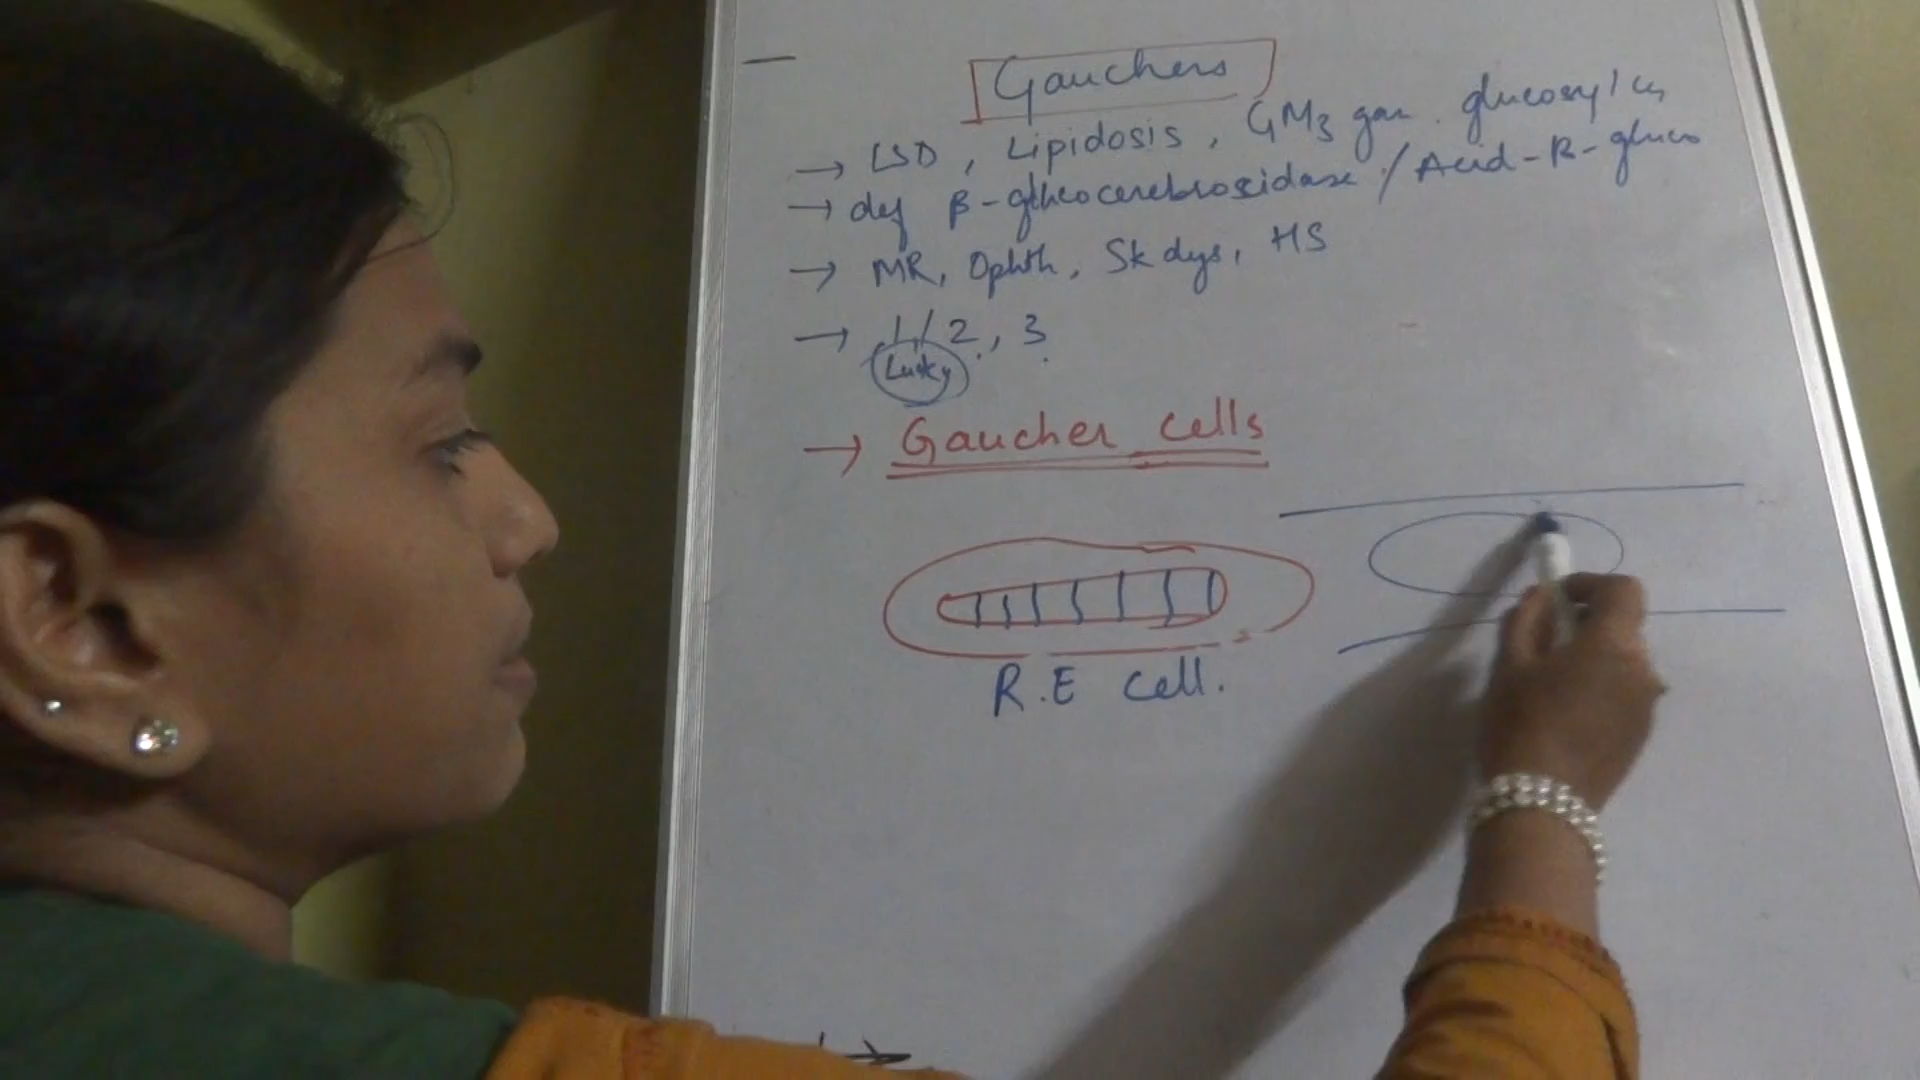 Gauchers
→ LSD, Lipidosis, GM3 gan. glucosyl
→ def β-glucocerebrosidase / Acid-β-gluco
→ MR, Ophth, Sk dys, HS
→ 1/2, 3
Lucky
→ Gaucher cells
R.E cell.